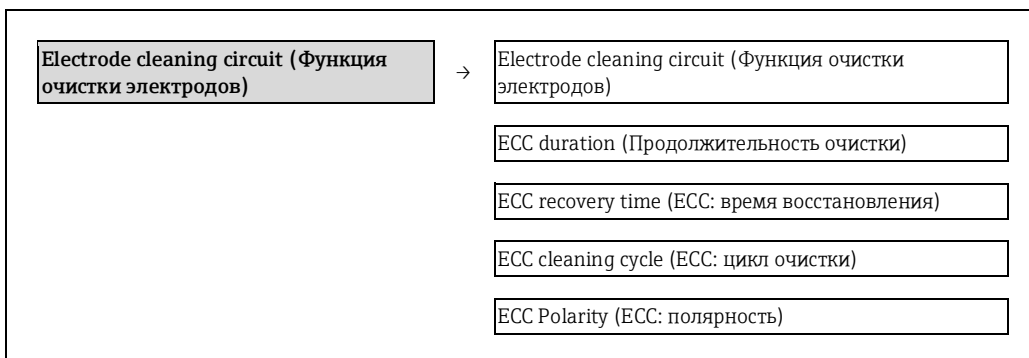 Electrode cleaning circuit (Функция
очистки электродов)
→
Electrode cleaning circuit (Функция очистки
электродов)
ECC duration (Продолжительность очистки)
ECC recovery time (ECC: время восстановления)
ECC cleaning cycle (ECC: цикл очистки)
ECC Polarity (ECC: полярность)